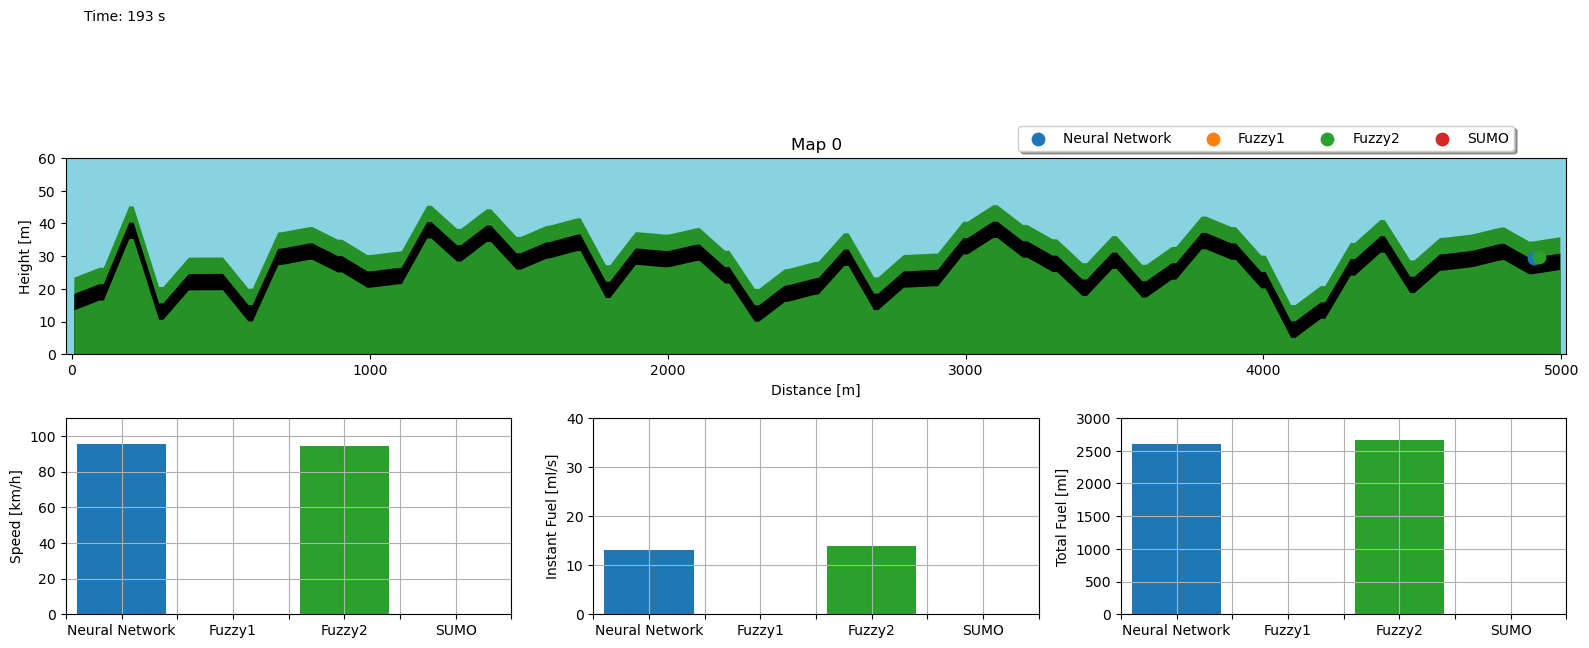 Time: 193 s
Map 0
Neural Network Fuzzy1 Fuzzy2 SUMO
Height [m]
60
50
40
30
20
10
0
0 1000 2000 3000 4000 5000
Distance [m]
Speed [km/h]
100
80
60
40
20
0
Neural Network Fuzzy1 Fuzzy2 SUMO
Instant Fuel [ml/s]
40
30
20
10
0
Neural Network Fuzzy1 Fuzzy2 SUMO
Total Fuel [ml]
3000
2500
2000
1500
1000
500
0
Neural Network Fuzzy1 Fuzzy2 SUMO